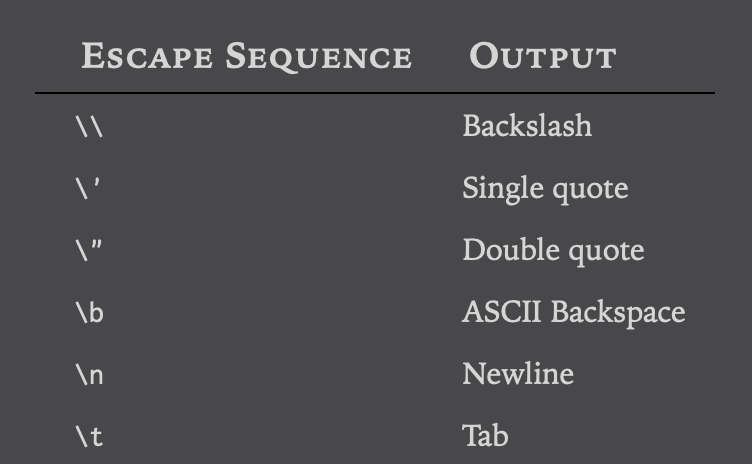 Escape Sequence Output
\\ Backslash
\' Single quote
\" Double quote
\b ASCII Backspace
\n Newline
\t Tab